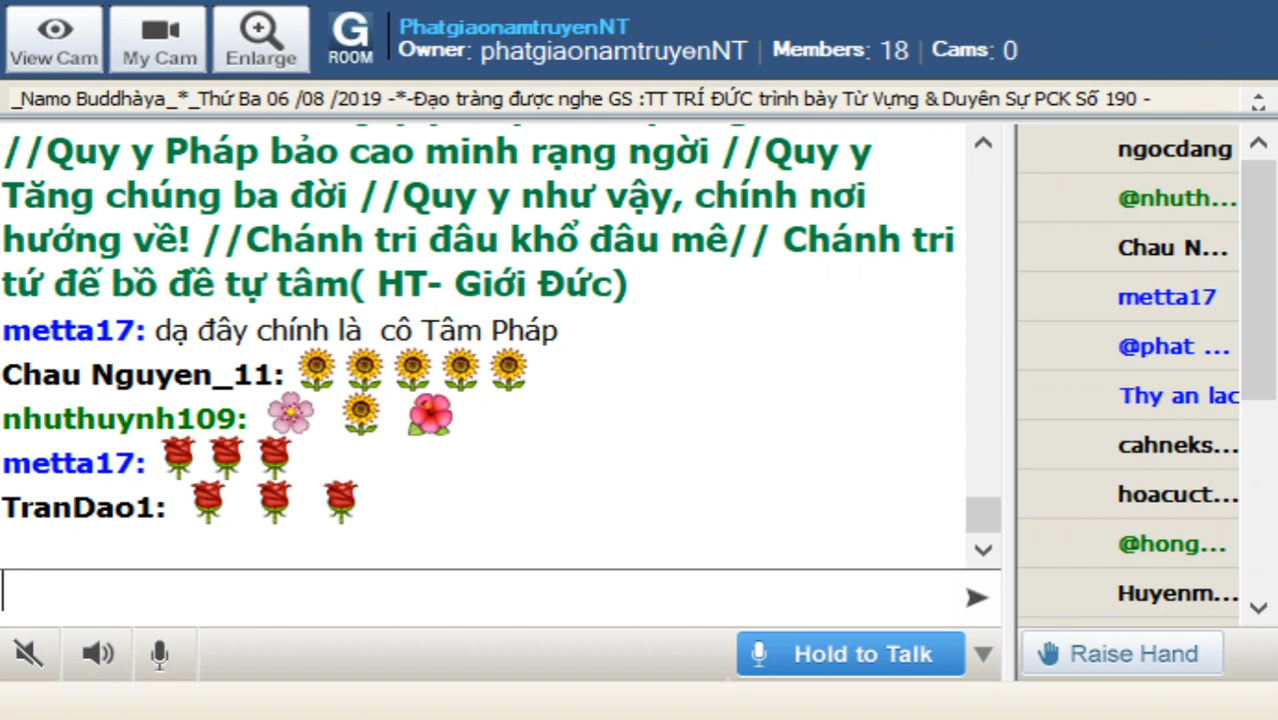 PhatgiaonamtruyenNT
View Cam
My Cam
Enlarge
G
ROOM
Owner: phatgiaonamtruyenNT | Members: 18 | Cams: 0
_Namo Buddhàya_*_Thứ Ba 06 /08 /2019 -*-Đạo tràng được nghe GS :TT TRÍ ĐỨC trình bày Từ Vựng & Duyên Sự PCK Số 190 -
//Quy y Pháp bảo cao minh rạng ngời //Quy y
Tăng chúng ba đời //Quy y như vậy, chính nơi
hướng về! //Chánh tri đâu khổ đâu mê// Chánh tri
tứ đế bồ đề tự tâm( HT- Giới Đức)
metta17: dạ đây chính là cô Tâm Pháp
Chau Nguyen_11:
nhuthuynh109:
metta17:
TranDao1:
ngocdang
@nhuth...
Chau N...
metta17
@phat ...
Thy an lac
cahneks...
hoacuct...
@hong...
Huyenm...
Hold to Talk
Raise Hand